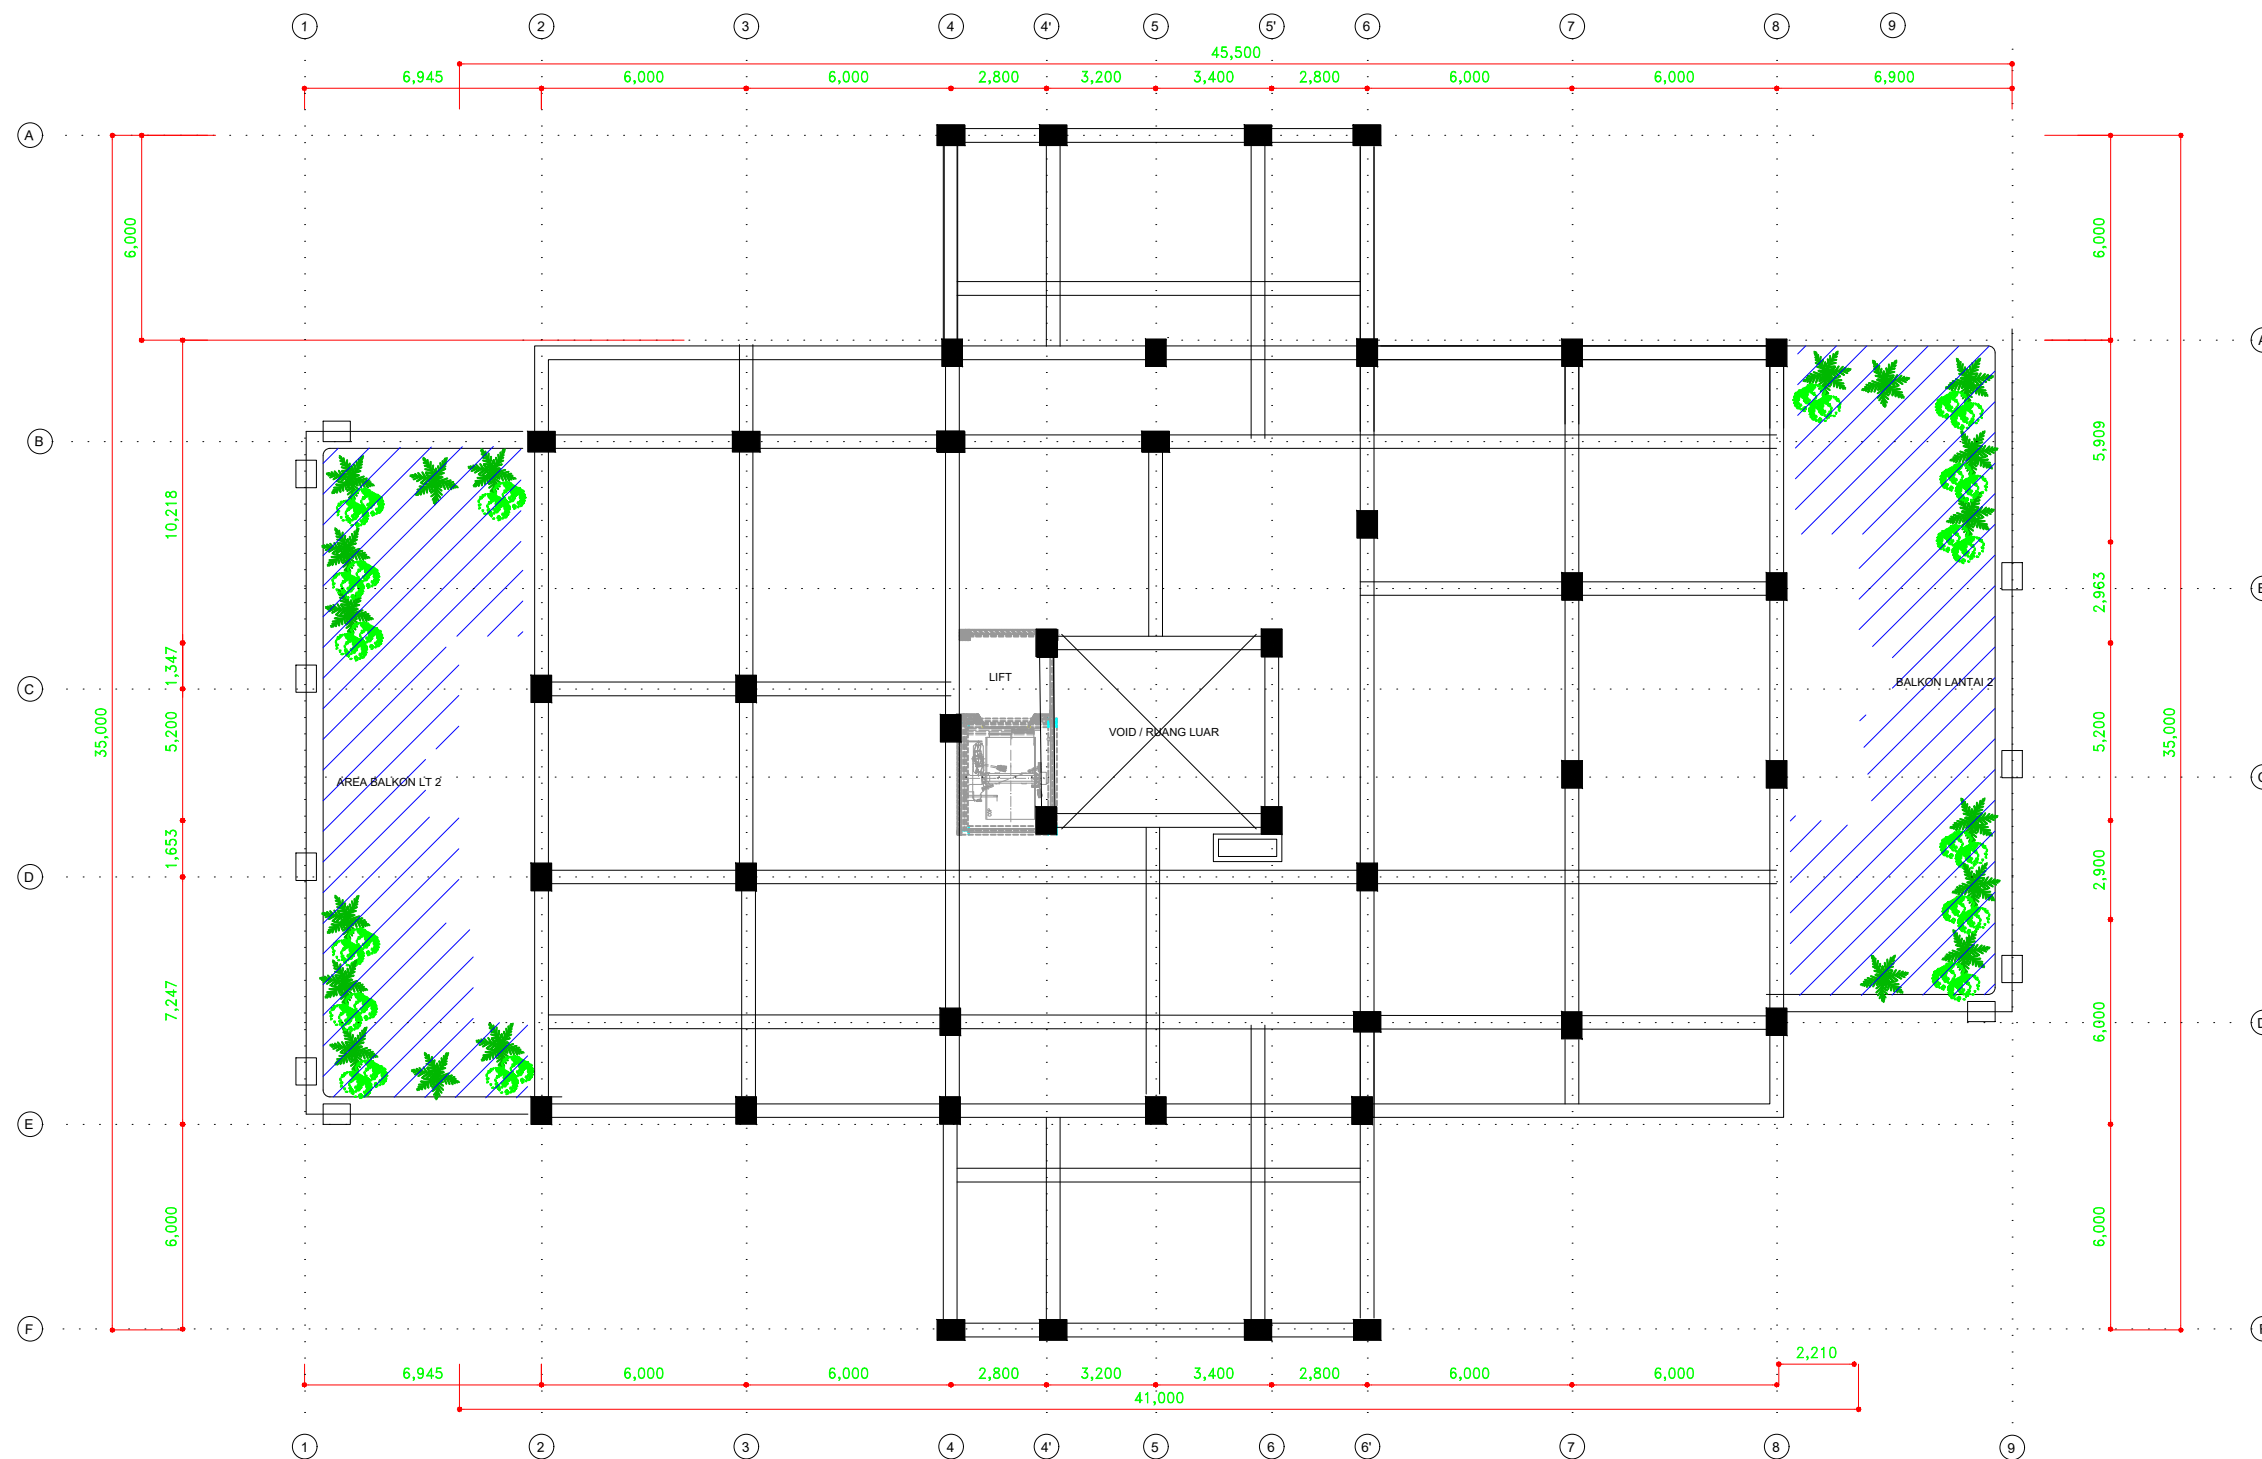 1 2 3 4 4' 5 5' 6 7 8 9
45,500
6,945 6,000 6,000 2,800 3,200 3,400 2,800 6,000 6,000 6,900
A
6,000
6,000
A
B
10,218
5,909
2,963
1,347
LIFT
C
BALKON LANTAI 2
35,000
5,200
VOID / RUANG LUAR
5,200
35,000
AREA BALKON LT 2
1,653
D
2,900
7,247
6,000
E
6,000
6,000
F
2,210
6,945 6,000 6,000 2,800 3,200 3,400 2,800 6,000 6,000
41,000
1 2 3 4 4' 5 6 6' 7 8 9